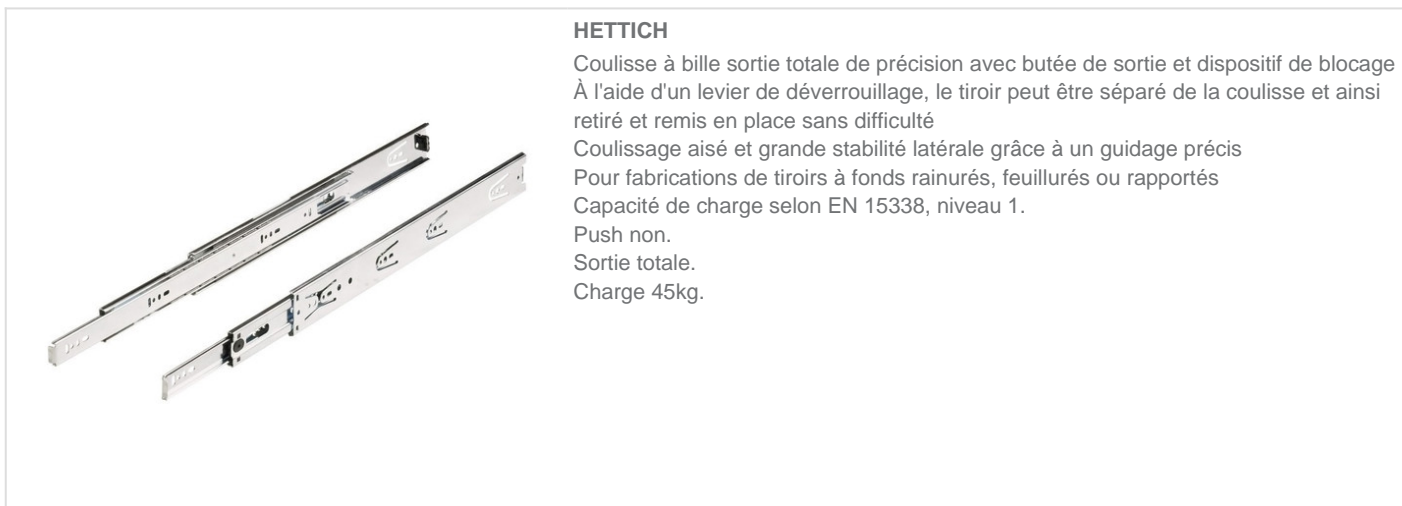 HETTICH
Coulisse à bille sortie totale de précision avec butée de sortie et dispositif de blocage
À l'aide d'un levier de déverrouillage, le tiroir peut être séparé de la coulisse et ainsi
retiré et remis en place sans difficulté
Coulissage aisé et grande stabilité latérale grâce à un guidage précis
Pour fabrications de tiroirs à fonds rainurés, feuillurés ou rapportés
Capacité de charge selon EN 15338, niveau 1.
Push non.
Sortie totale.
Charge 45kg.